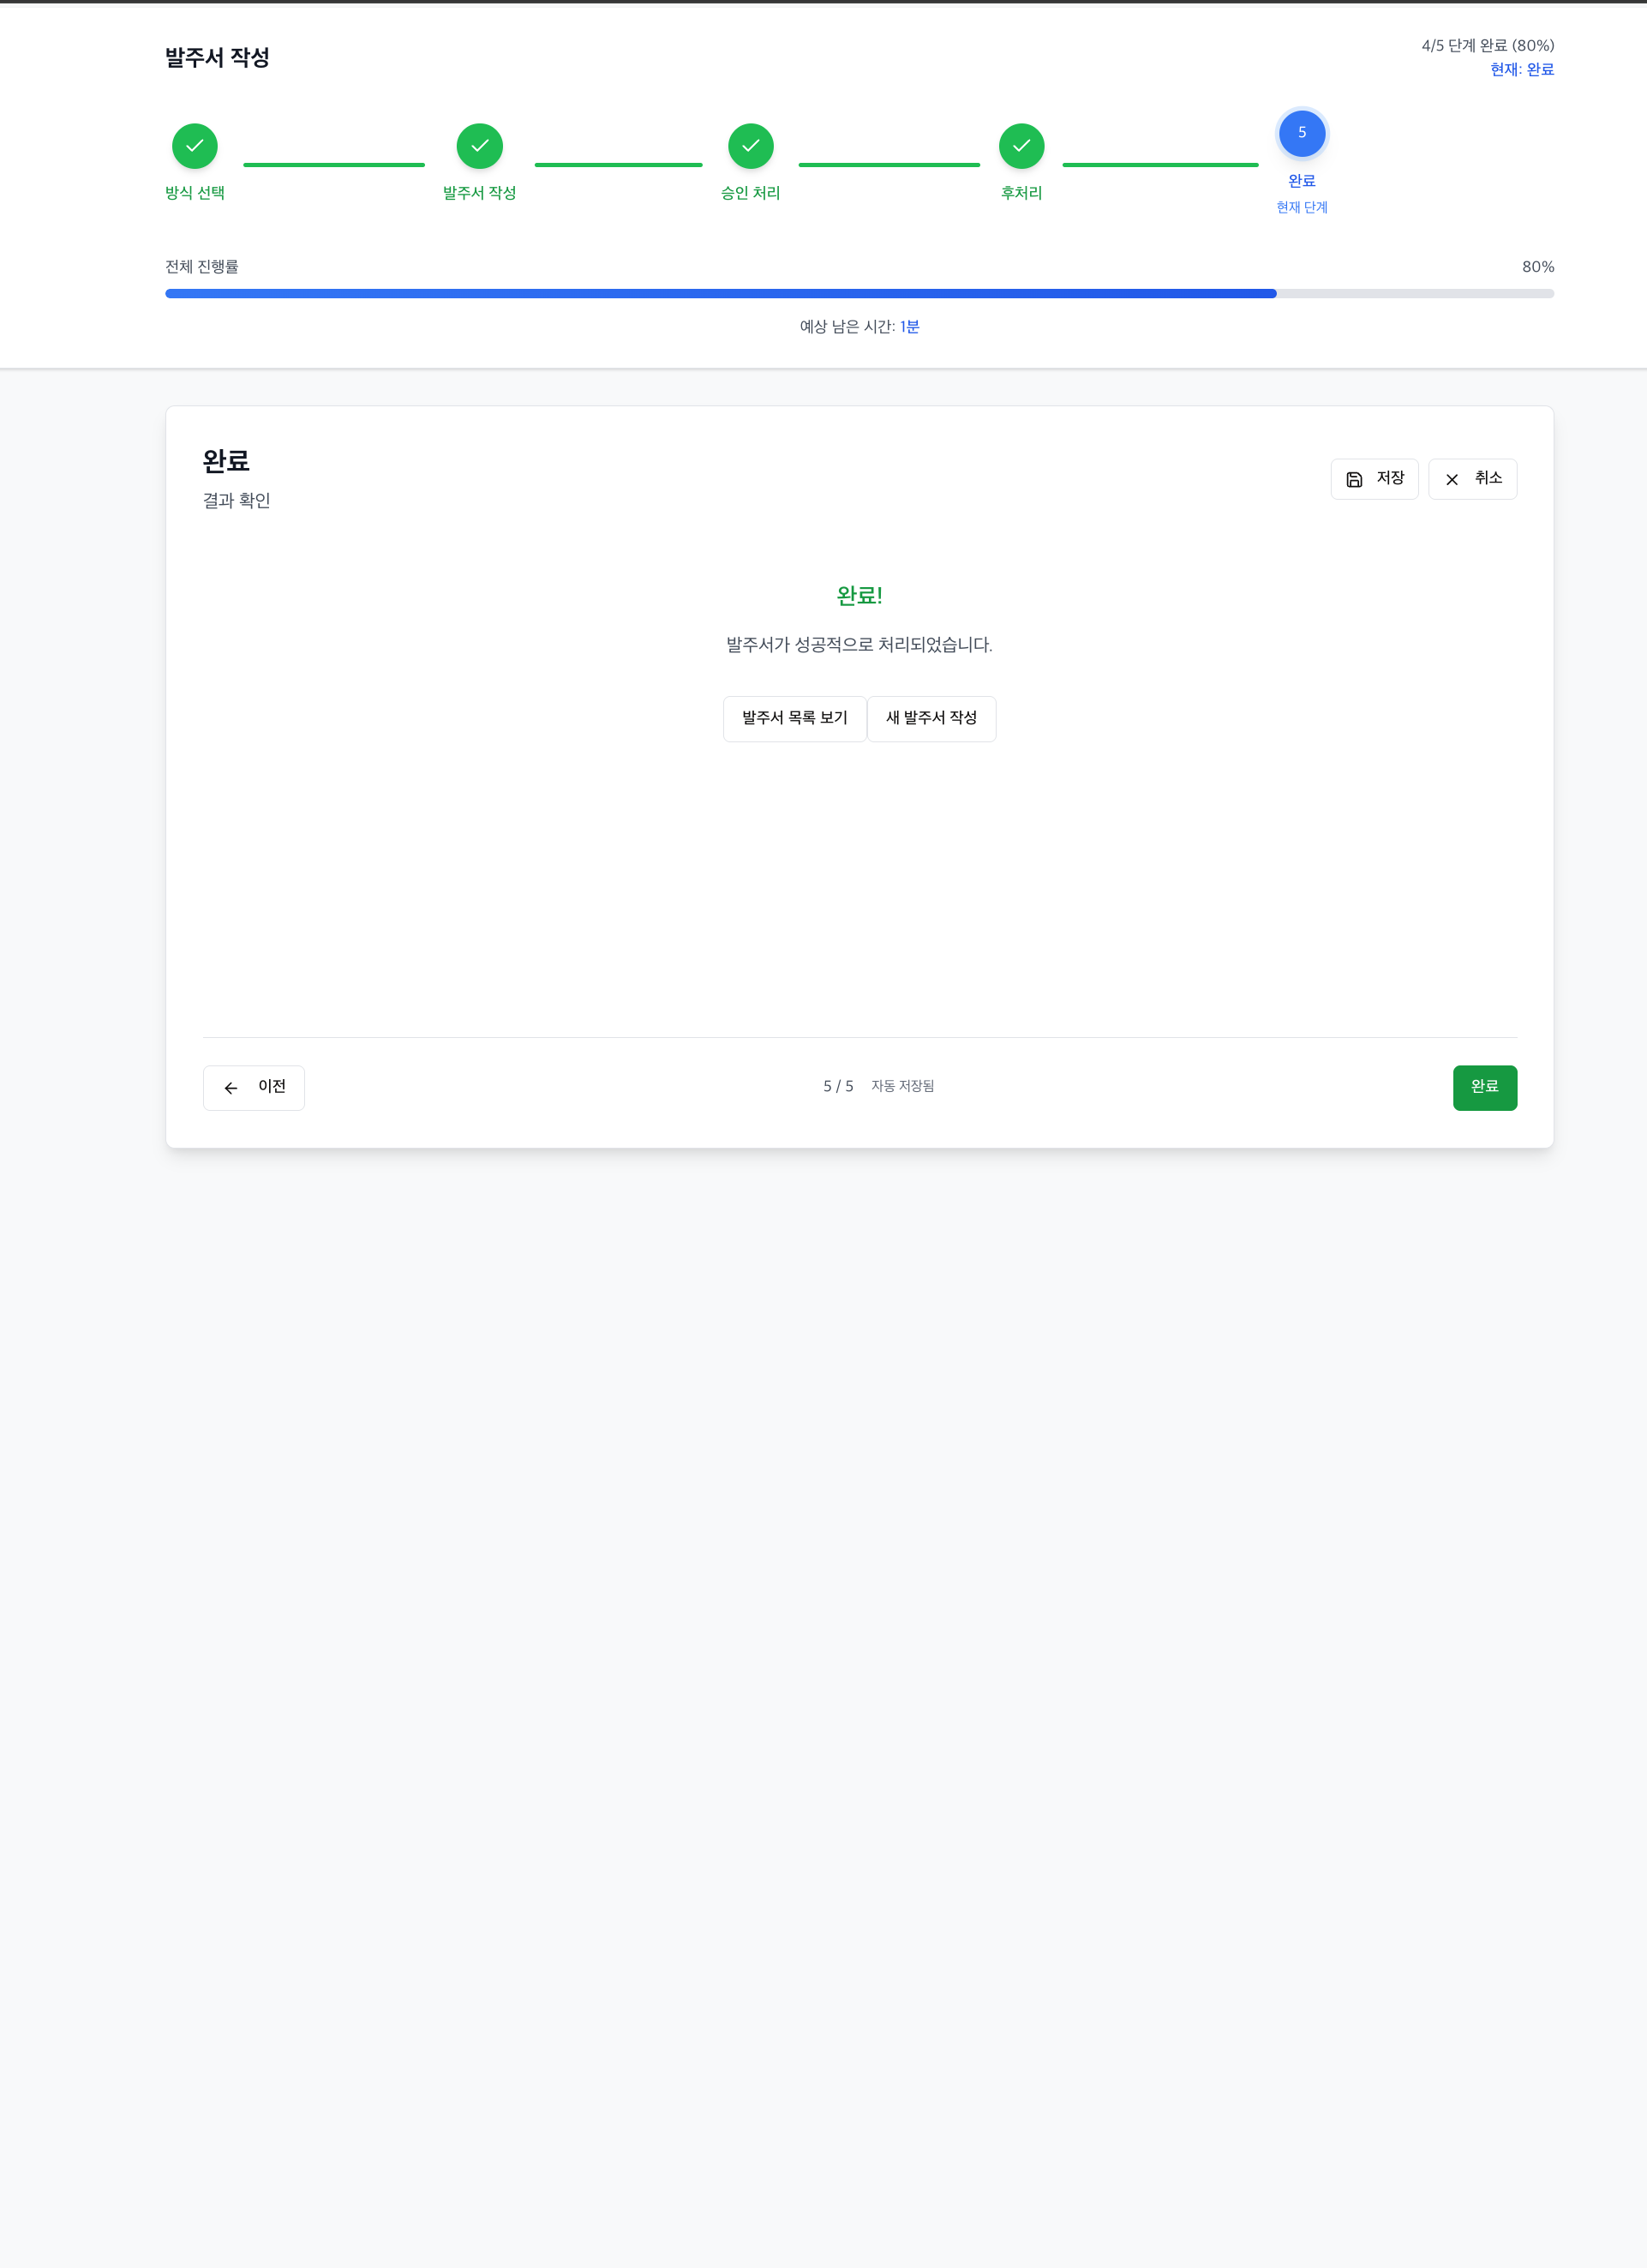 발주서 작성
4/5 단계 완료 (80%)
현재: 완료
방식 선택
발주서 작성
승인 처리
후처리
5
완료
현재 단계
전체 진행률
80%
예상 남은 시간: 1분
완료
결과 확인
저장
취소
완료!
발주서가 성공적으로 처리되었습니다.
발주서 목록 보기
새 발주서 작성
이전
5 / 5
자동 저장됨
완료